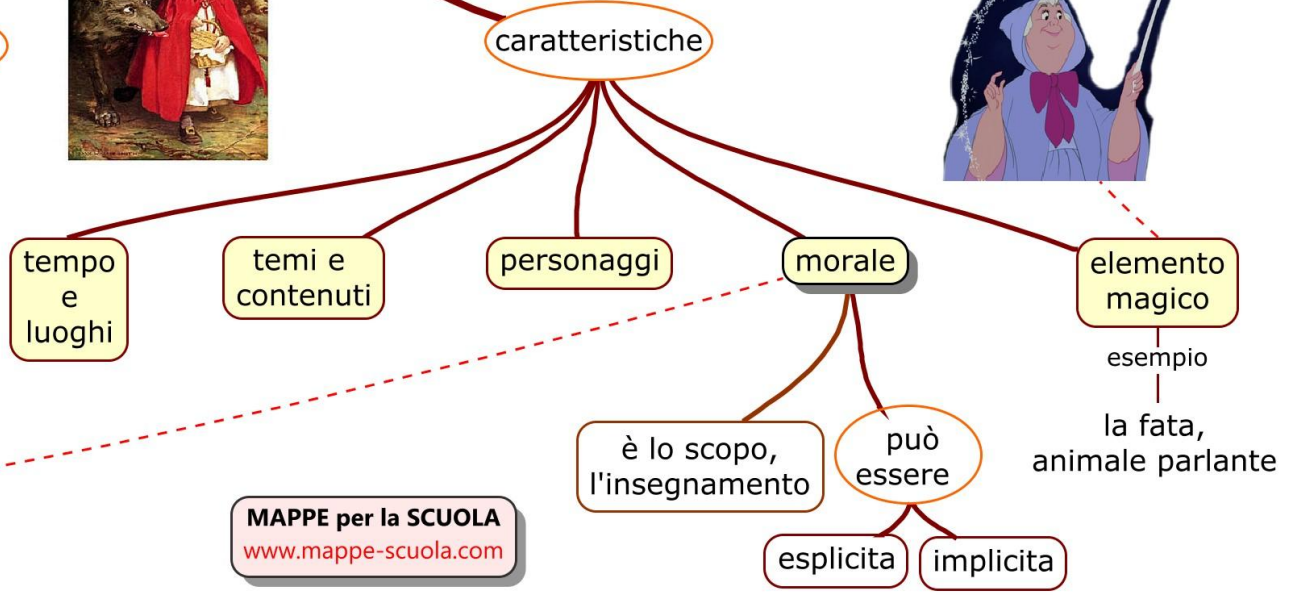 caratteristiche
tempo
e
luoghi
temi e
contenuti
personaggi
morale
elemento
magico
esempio
la fata,
animale parlante
è lo scopo,
l'insegnamento
può
essere
esplicita
implicita
MAPPE per la SCUOLA
www.mappe-scuola.com